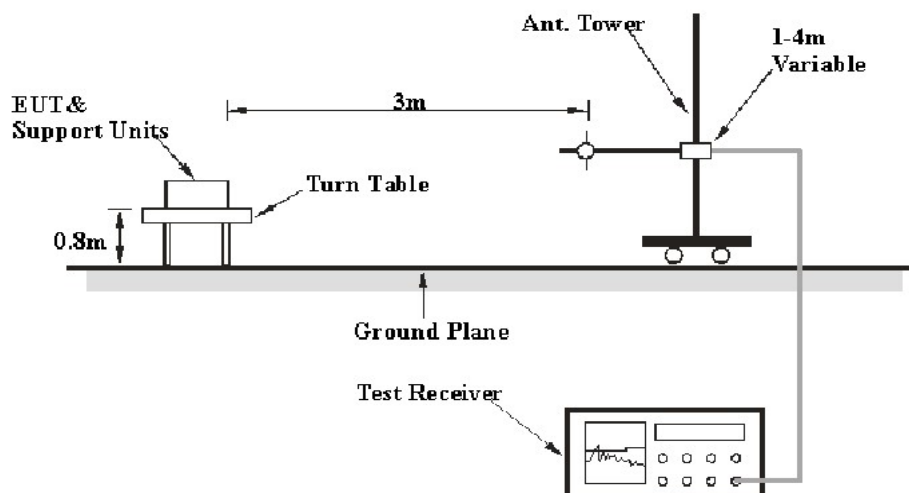 Ant. Tower
1-4m
Variable
3m
EUT&
Support Units
Turn Table
0.8m
Ground Plane
Test Receiver